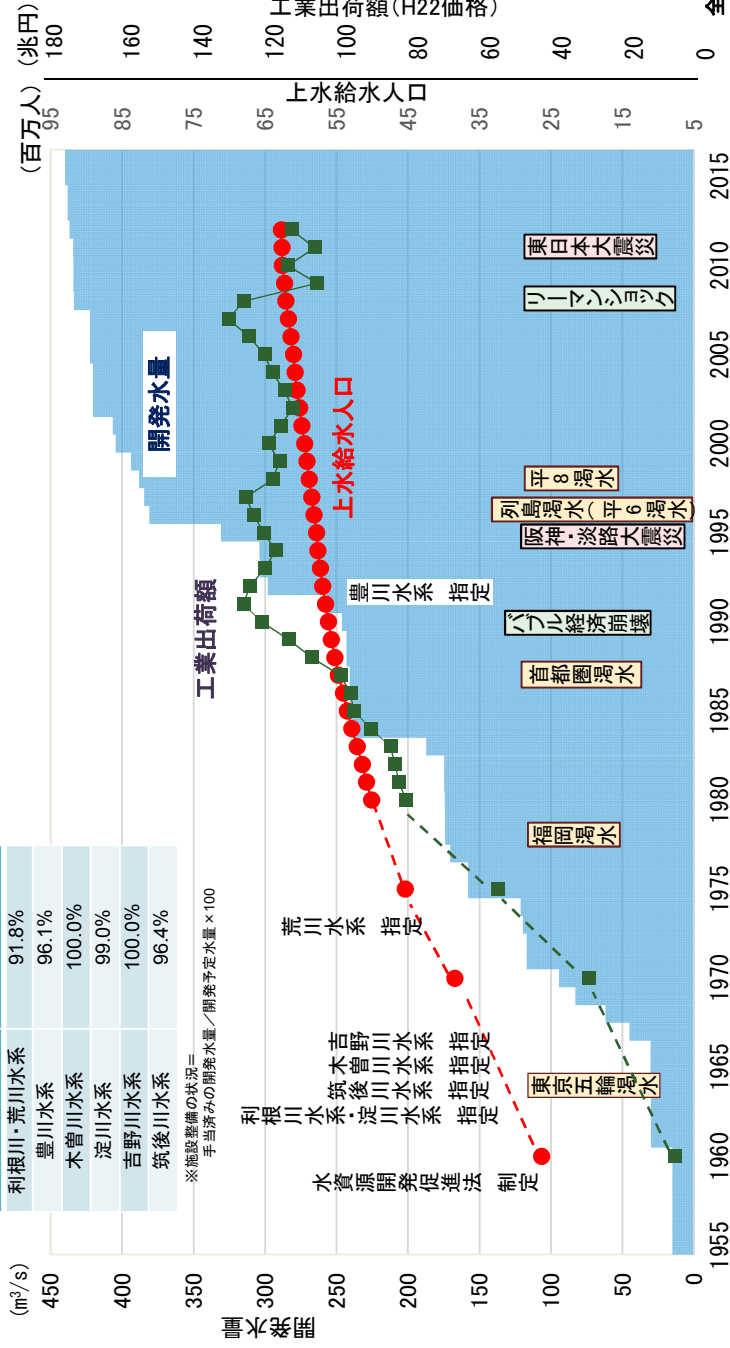 利根川・荒川水系 91.8%
豊川水系 96.1%
木曽川水系 100.0%
淀川水系 99.0%
吉野川水系 100.0%
筑後川水系 96.4%
※施設整備の状況＝
手当済みの開発水量／開発予定水量×100
(m³/s)
450
400
350
300
250
200
150
100
50
0
開発水量
(百万人)
95
85
75
65
55
45
35
25
15
5
上水給水人口
(兆円)
180
160
140
120
100
80
60
40
20
0
工業出荷額(H22価格)
全
開発水量
工業出荷額
上水給水人口
水資源開発促進法 制定
利根川水系・淀川水系 指定
筑後川水系 指定
木曽川水系 指定
吉野川水系 指定
荒川水系 指定
豊川水系 指定
東京五輪渇水
福岡渇水
首都圏渇水
バブル経済崩壊
阪神・淡路大震災
列島渇水(平6渇水)
平8渇水
リーマンショック
東日本大震災
1955
1960
1965
1970
1975
1980
1985
1990
1995
2000
2005
2010
2015